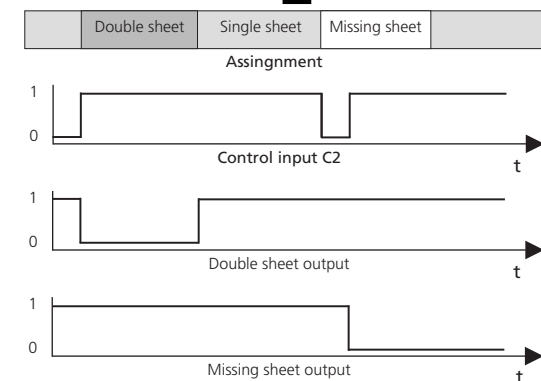 Double sheet Single sheet Missing sheet
Assingnment
1
0
Control input C2
t
1
0
Double sheet output
t
1
0
Missing sheet output
t